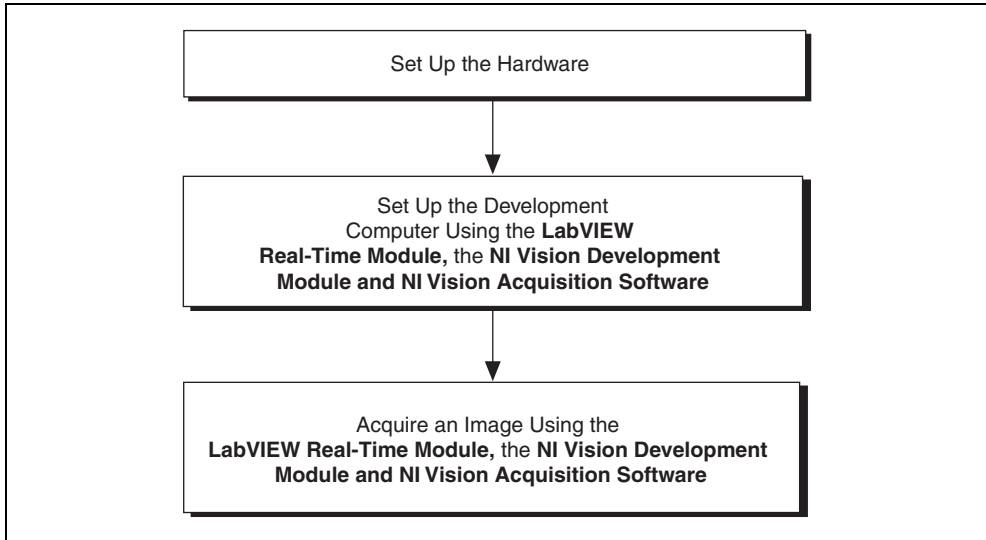 Set Up the Hardware
Set Up the Development
Computer Using the LabVIEW
Real-Time Module, the NI Vision Development
Module and NI Vision Acquisition Software
Acquire an Image Using the
LabVIEW Real-Time Module, the NI Vision Development
Module and NI Vision Acquisition Software